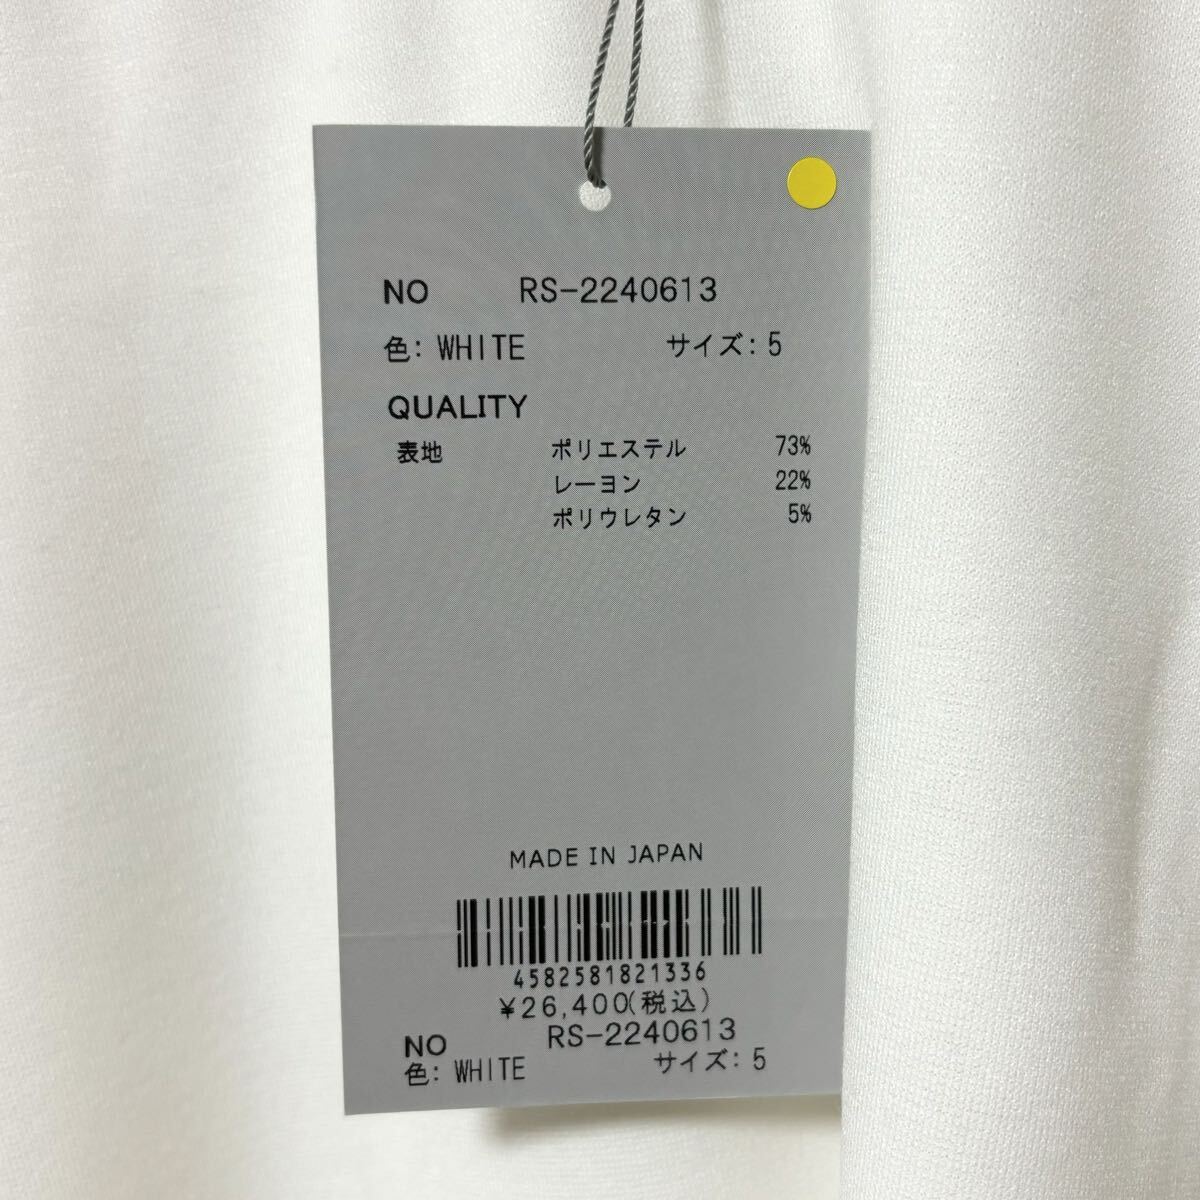 NO RS-2240613
色: WHITE サイズ: 5
QUALITY
表地 ポリエステル 73%
レーヨン 22%
ポリウレタン 5%
MADE IN JAPAN
4582581821336
¥26,400(税込)
NO RS-2240613
色: WHITE サイズ: 5